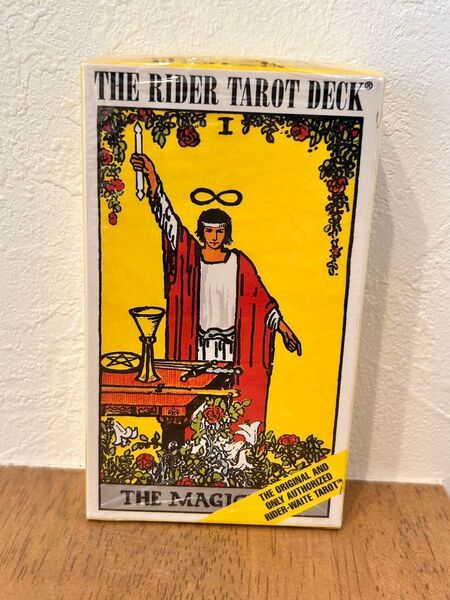 THE RIDER TAROT DECK®
I
THE MAGIC
THE ORIGINAL AND
ONLY AUTHORIZED
RIDER-WAITE TAROT™